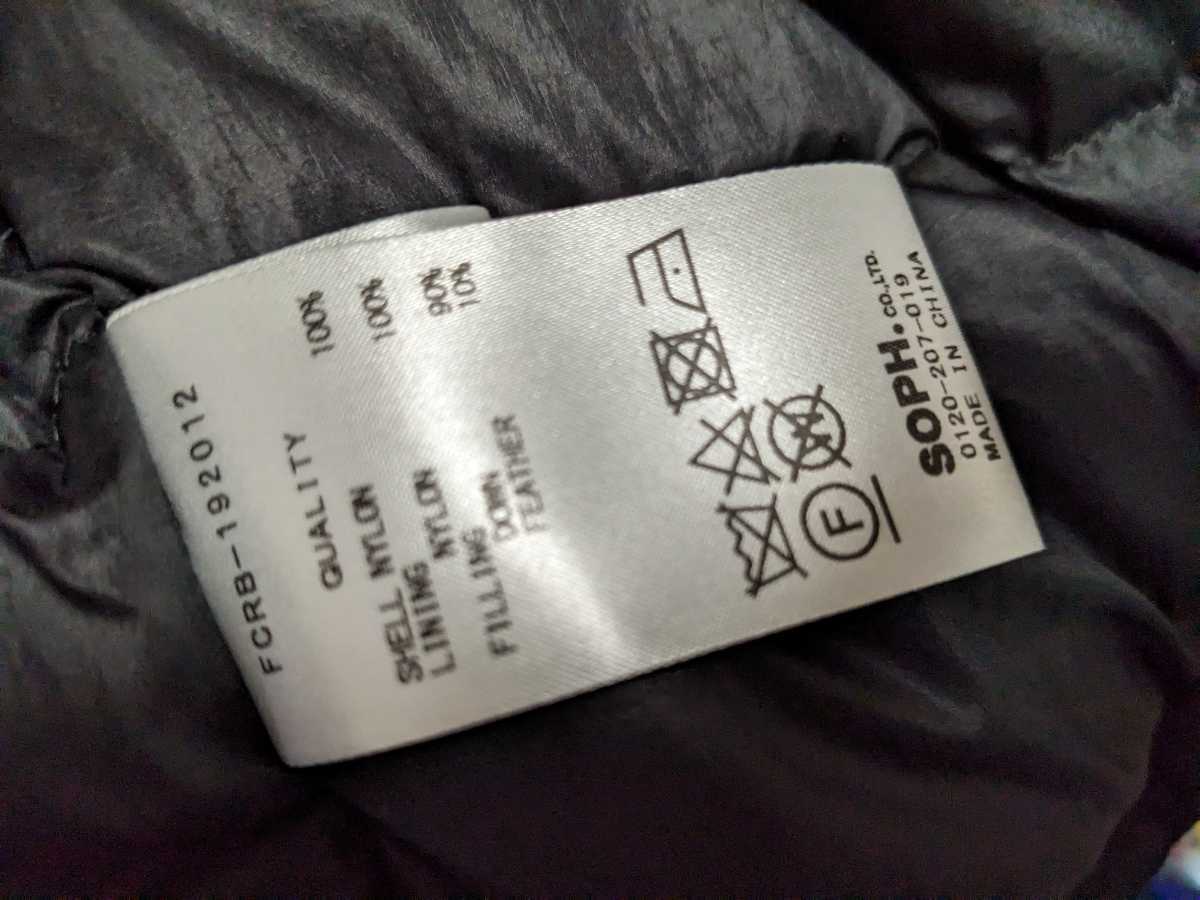 FCRB-192012
QUALITY
SHELL NYLON 100%
LINING NYLON 100%
FILLING DOWN 90%
FEATHER 10%
W
F
SOPH.CO.,LTD.
0120-207-019
MADE IN CHINA